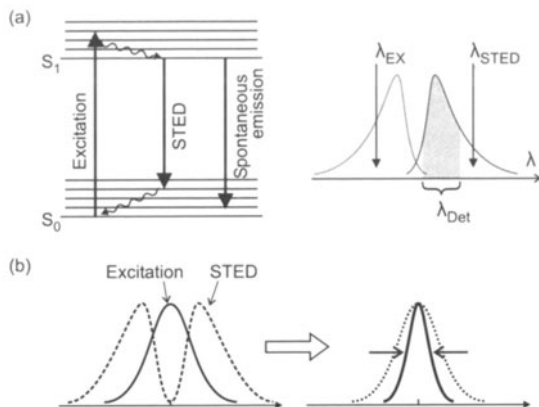 (a)
S1
Excitation
STED
Spontaneous
emission
S0
λEX
λSTED
λ
λDet
(b)
Excitation
STED